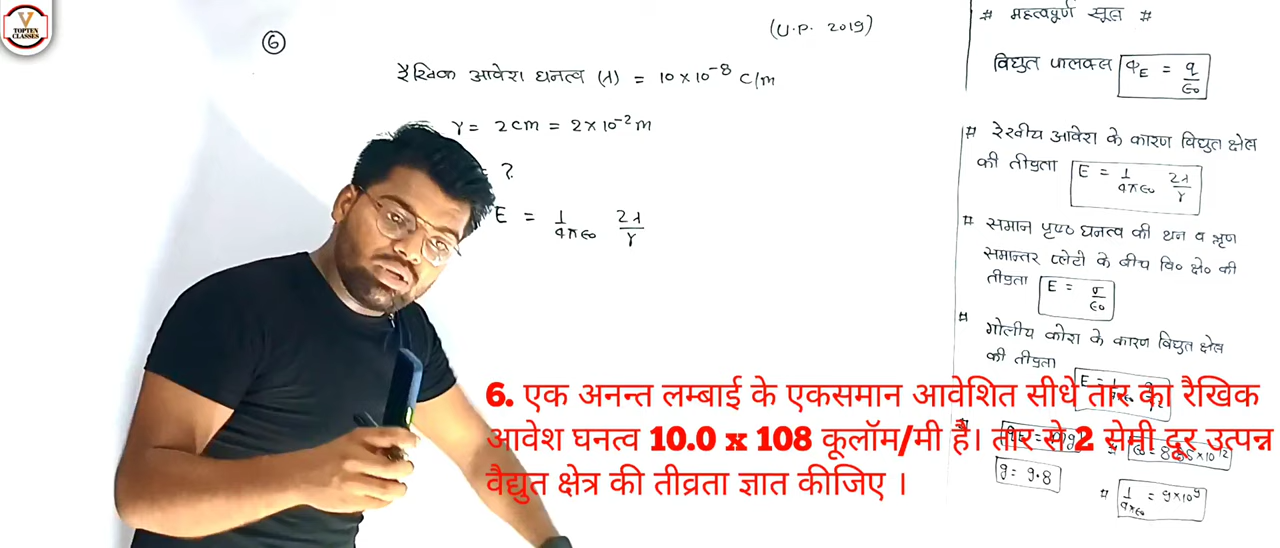 V
TOPTEN
CLASSES
(U.P. 2019)
⑥
रैखिक आवेश घनत्व (λ) = 10 × 10⁻⁸ C/m
r = 2cm = 2 × 10⁻² m
?
E = 1/4πε₀ 2λ/r
# महत्वपूर्ण सूत्र #
विद्युत फ्लक्स Φ_E = q/ε₀
# रेखीय आवेश के कारण विद्युत क्षेत्र
की तीव्रता E = 1/4πε₀ 2λ/r
# समान पृष्ठ घनत्व की धन व ऋण
समान्तर प्लेटो के बीच वि० क्षे० की
तीव्रता E = σ/ε₀
# गोलीय कोश के कारण विद्युत क्षेत्र
की तीव्रता
g = 9.8
# 1/4πε₀ = 9×10⁹
6. एक अनन्त लम्बाई के एकसमान आवेशित सीधे तार का रैखिक
आवेश घनत्व 10.0 x 108 कूलॉम/मी है। तार से 2 सेमी दूर उत्पन्न
वैद्युत क्षेत्र की तीव्रता ज्ञात कीजिए ।